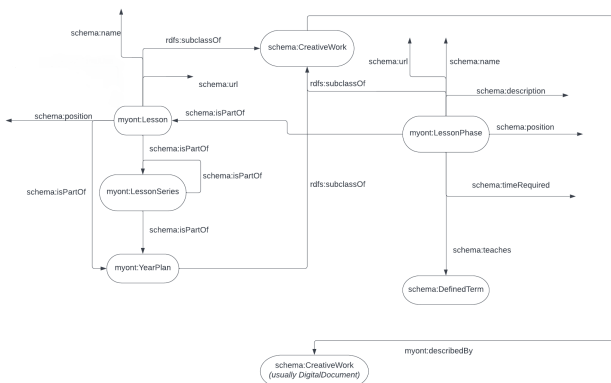 schema:name
rdfs:subclassOf
schema:CreativeWork
schema:url
schema:name
schema:url
rdfs:subclassOf
schema:description
schema:position
myont:Lesson
schema:isPartOf
myont:LessonPhase
schema:position
schema:isPartOf
schema:isPartOf
schema:isPartOf
myont:LessonSeries
rdfs:subclassOf
schema:timeRequired
schema:isPartOf
schema:teaches
myont:YearPlan
schema:DefinedTerm
myont:describedBy
schema:CreativeWork
(usually DigitalDocument)